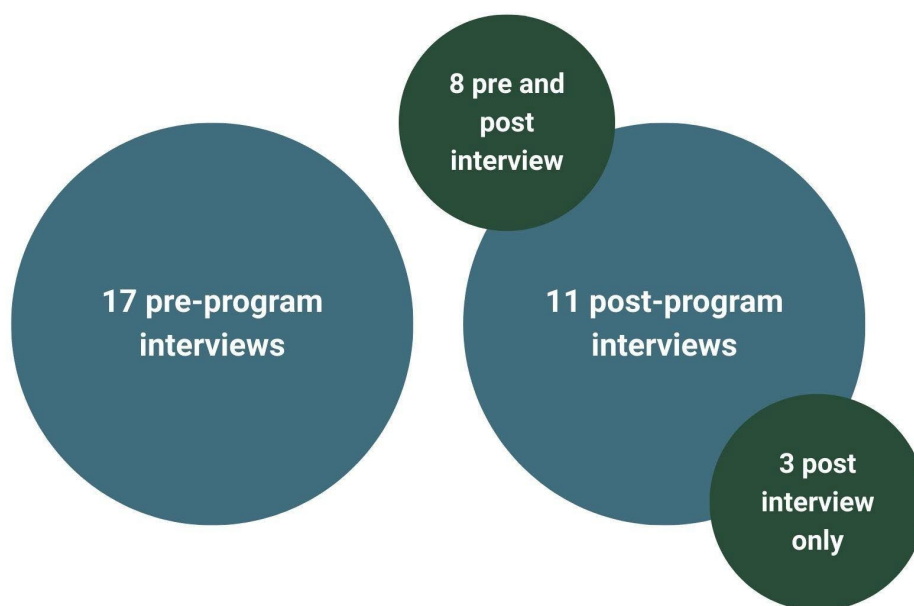 8 pre and
post
interview
17 pre-program
interviews
11 post-program
interviews
3 post
interview
only